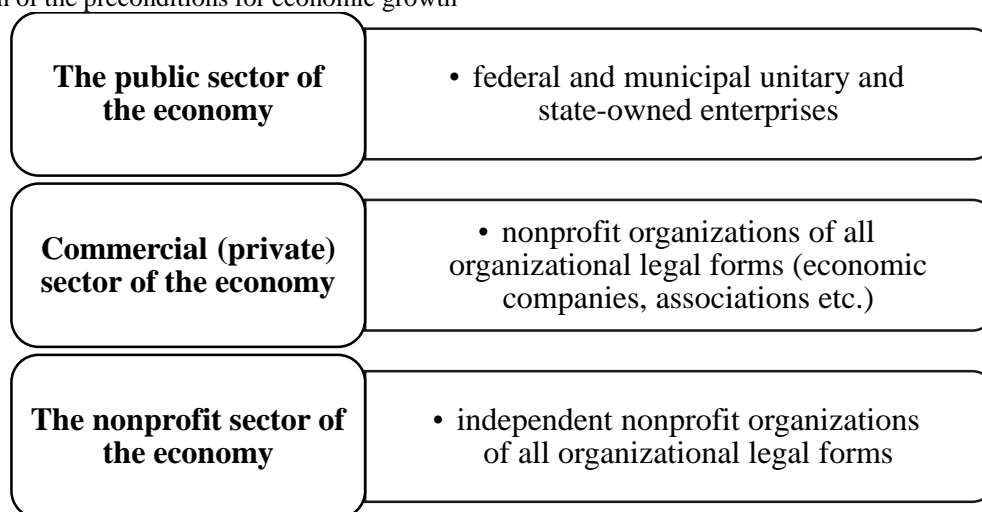 of the preconditions for economic growth
The public sector of
the economy
• federal and municipal unitary and
state-owned enterprises
Commercial (private)
sector of the economy
• nonprofit organizations of all
organizational legal forms (economic
companies, associations etc.)
The nonprofit sector of
the economy
• independent nonprofit organizations
of all organizational legal forms